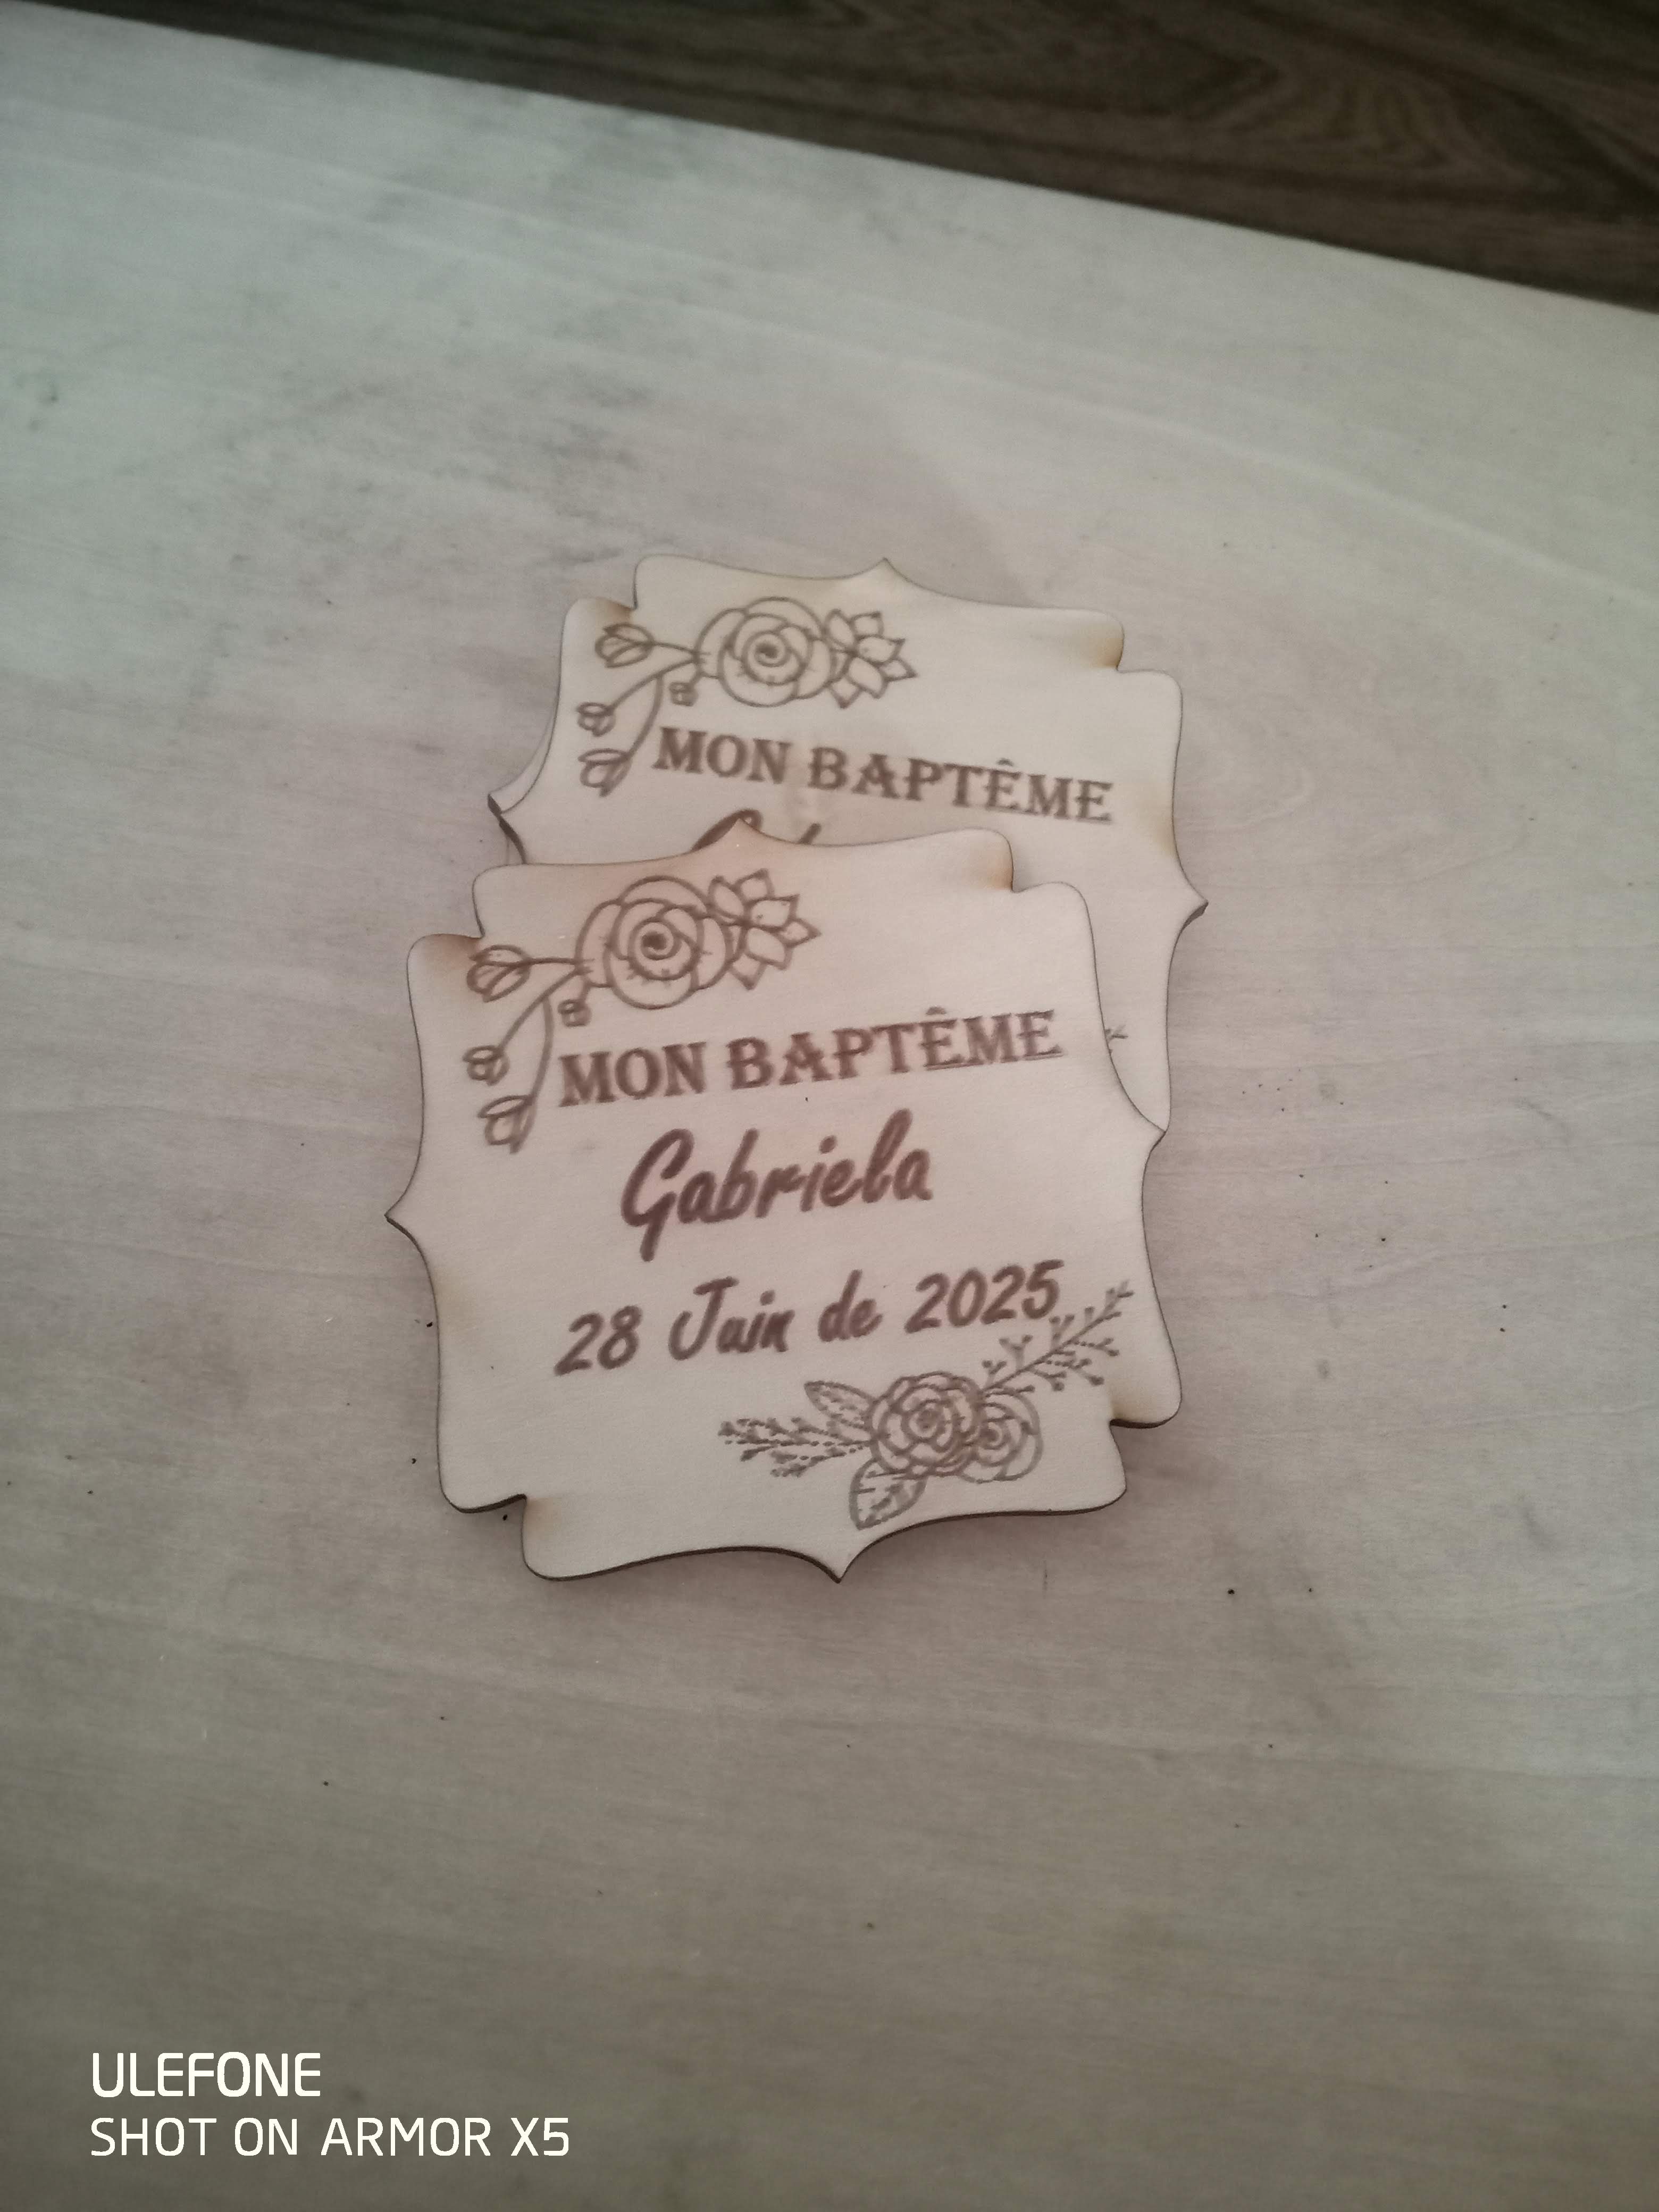 MON BAPTÊME
MON BAPTÊME
Gabriela
28 Juin de 2025
ULEFONE
SHOT ON ARMOR X5